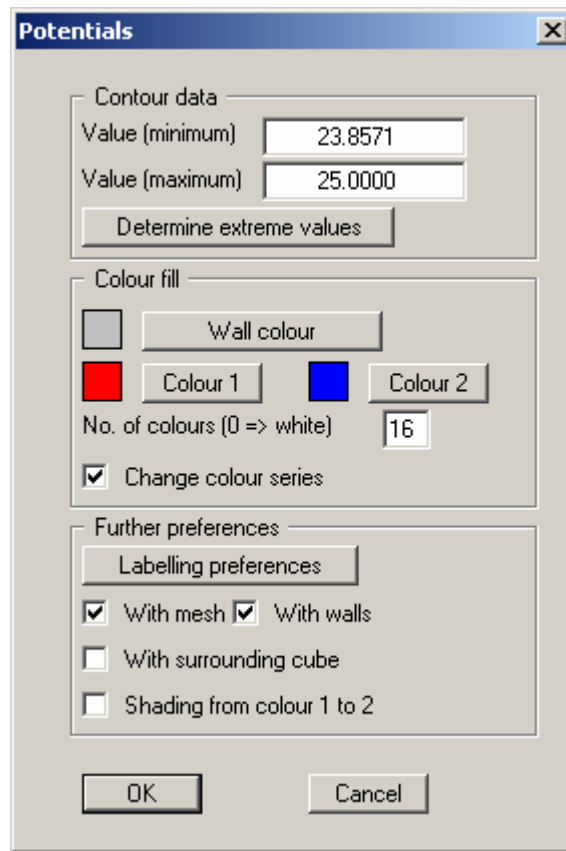 Potentials
Contour data
Value (minimum) 23.8571
Value (maximum) 25.0000
Determine extreme values
Colour fill
Wall colour
Colour 1 Colour 2
No. of colours (0 => white) 16
Change colour series
Further preferences
Labelling preferences
With mesh With walls
With surrounding cube
Shading from colour 1 to 2
OK Cancel